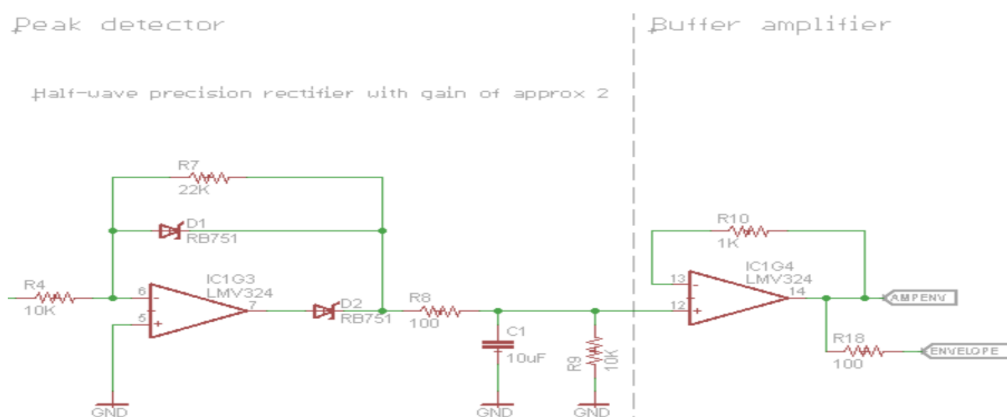 Peak detector
Buffer amplifier
Half-wave precision rectifier with gain of approx 2
R7
22K
D1
RB751
R10
1K
R4
10K
IC1G3
LMV324
6
5
7
D2
RB751
R8
100
IC1G4
LMV324
13
12
14
AMPENV
C1
10uF
R9
10K
R18
100
ENVELOPE
GND
GND
GND